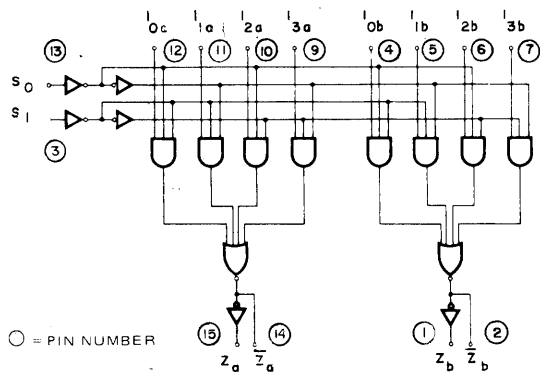 I0c I1a I2a I3a I0b I1b I2b I3b
13 12 11 10 9 4 5 6 7
S0
S1
3
15 14 1 2
○ = PIN NUMBER
Za Z̅a Zb Z̅b